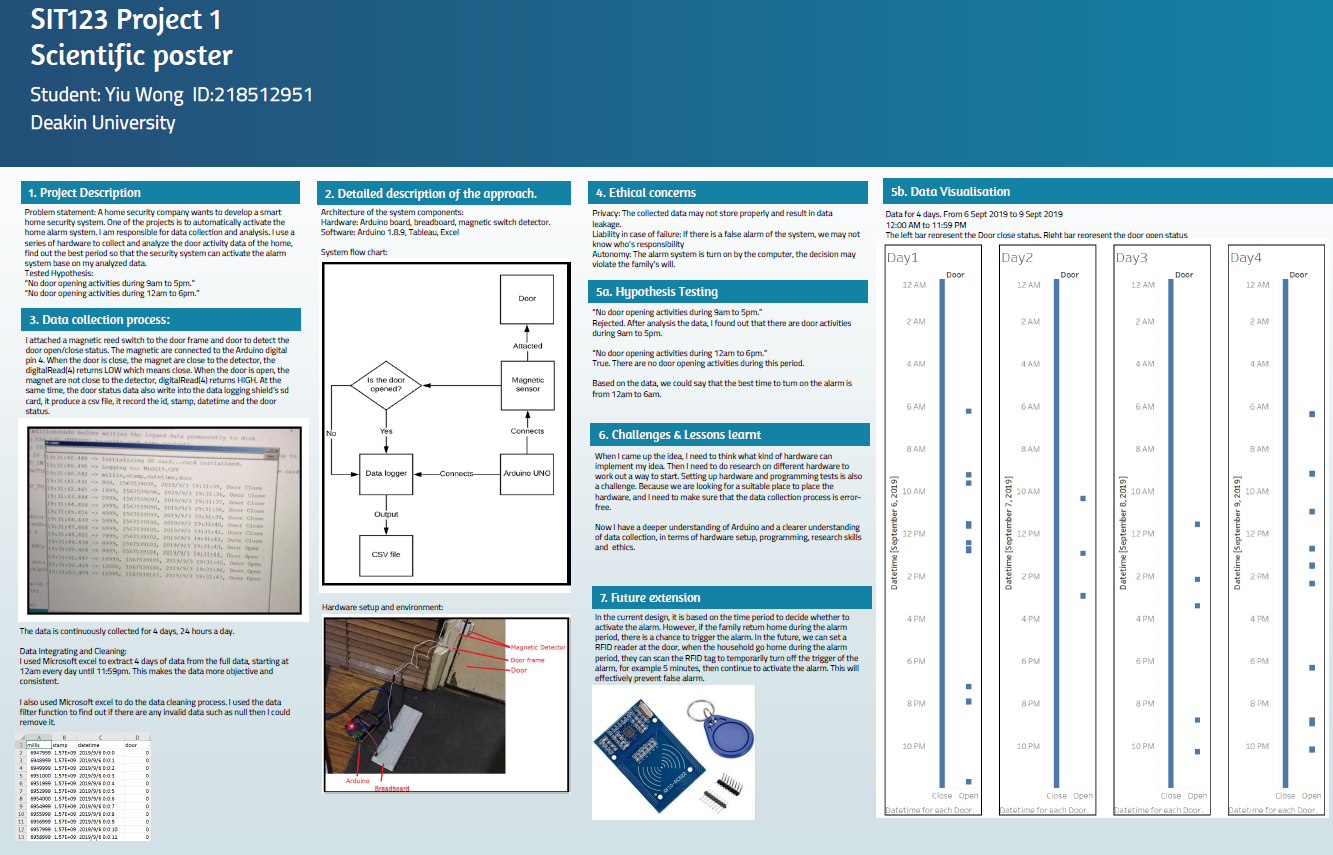 SIT123 Project 1
Scientific poster
Student: Yiu Wong ID:218512951
Deakin University
1. Project Description
Problem statement: A home security company wants to develop a smart
home security system. One of the projects is to automatically activate the
home alarm system. I am responsible for data collection and analysis. I use a
series of hardware to collect and analyze the door activity data of the home,
find out the best period so that the security system can activate the alarm
system base on my analyzed data.
Tested Hypothesis:
"No door opening activities during 9am to 5pm."
"No door opening activities during 12am to 6pm."
3. Data collection process:
I attached a magnetic reed switch to the door frame and door to detect the
door open/close status. The magnetic are connected to the Arduino digital
pin 4. When the door is close, the magnet are close to the detector, the
digitalRead(4) returns LOW which means close. When the door is open, the
magnet are not close to the detector, digitalRead(4) returns HIGH. At the
same time, the door status data also write into the data logging shield's sd
card, it produce a csv file, it record the id, stamp, datetime and the door
status.
The data is continuously collected for 4 days, 24 hours a day.
Data Integrating and Cleaning:
I used Microsoft excel to extract 4 days of data from the full data, starting at
12am every day until 11:59pm. This makes the data more objective and
consistent.
I also used Microsoft excel to do the data cleaning process. I used the data
filter function to find out if there are any invalid data such as null then I could
remove it.
A B C D
1 millis stamp datetime door
2 6947999 1.57E+09 2019/9/6 0:0:0 0
3 6948999 1.57E+09 2019/9/6 0:0:1 0
4 6949999 1.57E+09 2019/9/6 0:0:2 0
5 6951000 1.57E+09 2019/9/6 0:0:3 0
6 6951999 1.57E+09 2019/9/6 0:0:4 0
7 6952999 1.57E+09 2019/9/6 0:0:5 0
8 6954000 1.57E+09 2019/9/6 0:0:6 0
9 6954999 1.57E+09 2019/9/6 0:0:7 0
10 6955999 1.57E+09 2019/9/6 0:0:8 0
11 6956999 1.57E+09 2019/9/6 0:0:9 0
12 6957999 1.57E+09 2019/9/6 0:0:10 0
13 6958999 1.57E+09 2019/9/6 0:0:11 0
2. Detailed description of the approach.
Architecture of the system components:
Hardware: Arduino board, breadboard, magnetic switch detector.
Software: Arduino 1.8.9, Tableau, Excel
System flow chart:
Door
Attacted
Is the door
opened?
Magnetic
sensor
No
Yes
Connects
Data logger
Connects
Arduino UNO
Output
CSV file
Hardware setup and environment:
Magnetic Detector
Door frame
Door
Arduino
Breadboard
4. Ethical concerns
Privacy: The collected data may not store properly and result in data
leakage.
Liability in case of failure: If there is a false alarm of the system, we may not
know who's responsibility
Autonomy: The alarm system is turn on by the computer, the decision may
violate the family's will.
5a. Hypothesis Testing
"No door opening activities during 9am to 5pm."
Rejected. After analysis the data, I found out that there are door activities
during 9am to 5pm.
"No door opening activities during 12am to 6pm."
True. There are no door opening activities during this period.
Based on the data, we could say that the best time to turn on the alarm is
from 12am to 6am.
6. Challenges & Lessons learnt
When I came up the idea, I need to think what kind of hardware can
implement my idea. Then I need to do research on different hardware to
work out a way to start. Setting up hardware and programming tests is also
a challenge. Because we are looking for a suitable place to place the
hardware, and I need to make sure that the data collection process is error-
free.
Now I have a deeper understanding of Arduino and a clearer understanding
of data collection, in terms of hardware setup, programming, research skills
and ethics.
7. Future extension
In the current design, it is based on the time period to decide whether to
activate the alarm. However, if the family return home during the alarm
period, there is a chance to trigger the alarm. In the future, we can set a
RFID reader at the door, when the household go home during the alarm
period, they can scan the RFID tag to temporarily turn off the trigger of the
alarm, for example 5 minutes, then continue to activate the alarm. This will
effectively prevent false alarm.
RFID-RC522
5b. Data Visualisation
Data for 4 days. From 6 Sept 2019 to 9 Sept 2019
12:00 AM to 11:59 PM
The left bar represent the Door close status. Right bar represent the door open status
Day1
Door
12 AM
2 AM
4 AM
6 AM
8 AM
10 AM
12 PM
2 PM
4 PM
6 PM
8 PM
10 PM
Datetime [September 6, 2019]
Close Open
Datetime for each Door.
Day2
Door
12 AM
2 AM
4 AM
6 AM
8 AM
10 AM
12 PM
2 PM
4 PM
6 PM
8 PM
10 PM
Datetime [September 7, 2019]
Close Open
Datetime for each Door.
Day3
Door
12 AM
2 AM
4 AM
6 AM
8 AM
10 AM
12 PM
2 PM
4 PM
6 PM
8 PM
10 PM
Datetime [September 8, 2019]
Close Open
Datetime for each Door.
Day4
Door
12 AM
2 AM
4 AM
6 AM
8 AM
10 AM
12 PM
2 PM
4 PM
6 PM
8 PM
10 PM
Datetime [September 9, 2019]
Close Open
Datetime for each Door.